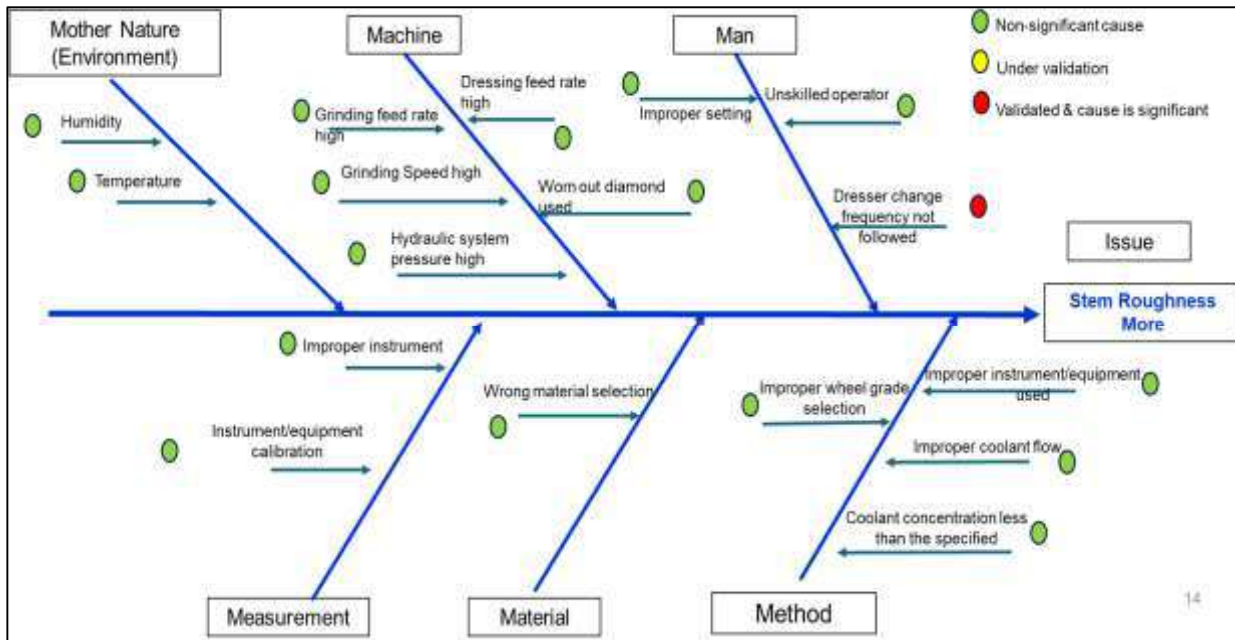 Mother Nature
(Environment)
Machine
Man
Non-significant cause
Under validation
Validated & cause is significant
Humidity
Temperature
Grinding feed rate
high
Dressing feed rate
high
Grinding Speed high
Worn out diamond
used
Hydraulic system
pressure high
Improper setting
Unskilled operator
Dresser change
frequency not
followed
Issue
Stem Roughness
More
Improper instrument
Instrument/equipment
calibration
Wrong material selection
Improper wheel grade
selection
Improper instrument/equipment
used
Improper coolant flow
Coolant concentration less
than the specified
Measurement
Material
Method
14